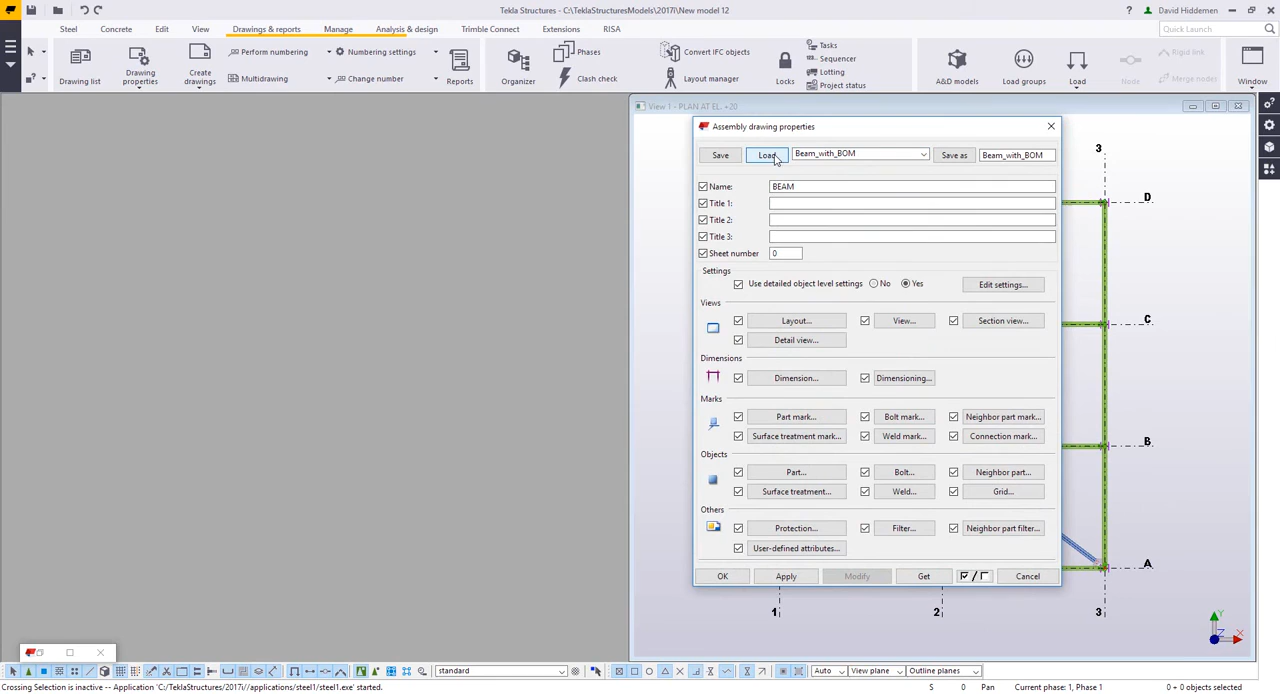 Tekla Structures - C:\TeklaStructuresModels\2017i\New model 12
? David Hiddemen
Steel Concrete Edit View Drawings & reports Manage Analysis & design Trimble Connect Extensions RISA
Quick Launch
Drawing list
Drawing properties
Create drawings
Perform numbering
Multidrawing
Numbering settings
Change number
Reports
Organizer
Phases
Clash check
Convert IFC objects
Layout manager
Locks
Tasks
Sequencer
Lotting
Project status
A&D models
Load groups
Load
Node
Rigid link
Merge nodes
Window
View 1 - PLAN AT EL. +20
Assembly drawing properties
Save Load Beam_with_BOM Save as Beam_with_BOM
Name: BEAM
Title 1:
Title 2:
Title 3:
Sheet number 0
Settings
Use detailed object level settings No Yes Edit settings...
Views
Layout... View... Section view...
Detail view...
Dimensions
Dimension... Dimensioning...
Marks
Part mark... Bolt mark... Neighbor part mark...
Surface treatment mark... Weld mark... Connection mark...
Objects
Part... Bolt... Neighbor part...
Surface treatment... Weld... Grid...
Others
Protection... Filter... Neighbor part filter...
User-defined attributes...
OK Apply Modify Get / Cancel
3
D
C
B
A
1 2 3
Z Y X
standard
Auto View plane Outline planes
Crossing Selection is inactive -- Application 'C:/TeklaStructures/2017i//applications/steel1/steel1.exe' started.
S 0 Pan Current phase: 1, Phase 1 0 + 0 objects selected